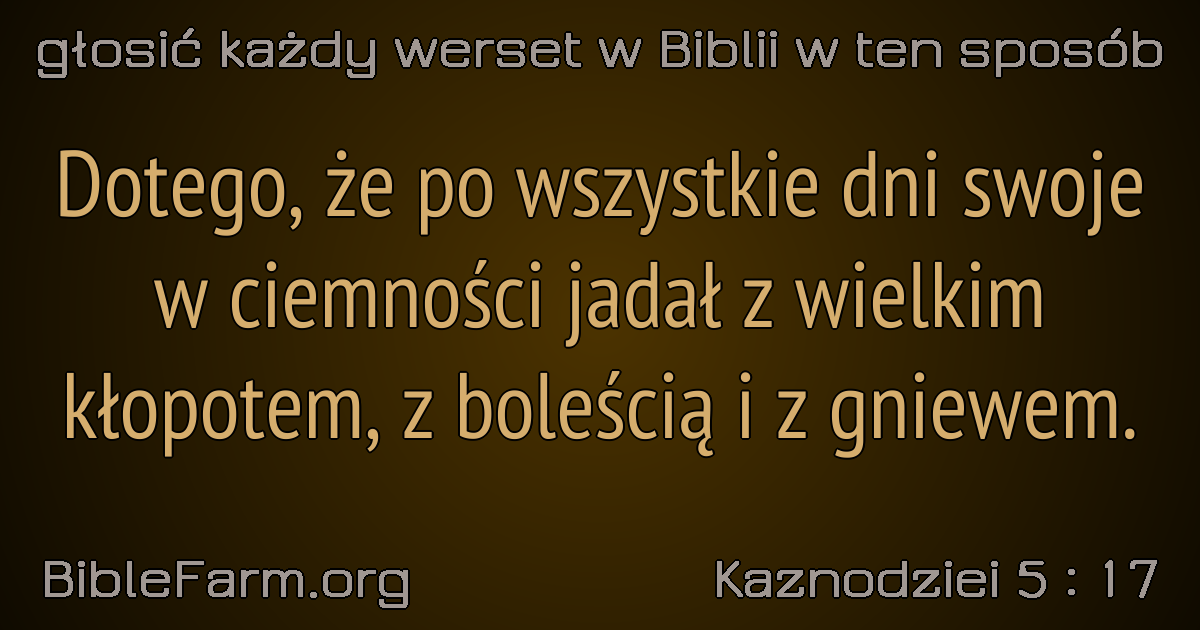 głosić każdy werset w Biblii w ten sposób
Dotego, że po wszystkie dni swoje
w ciemności jadał z wielkim
kłopotem, z boleścią i z gniewem.
BibleFarm.org
Kaznodziei 5 : 17